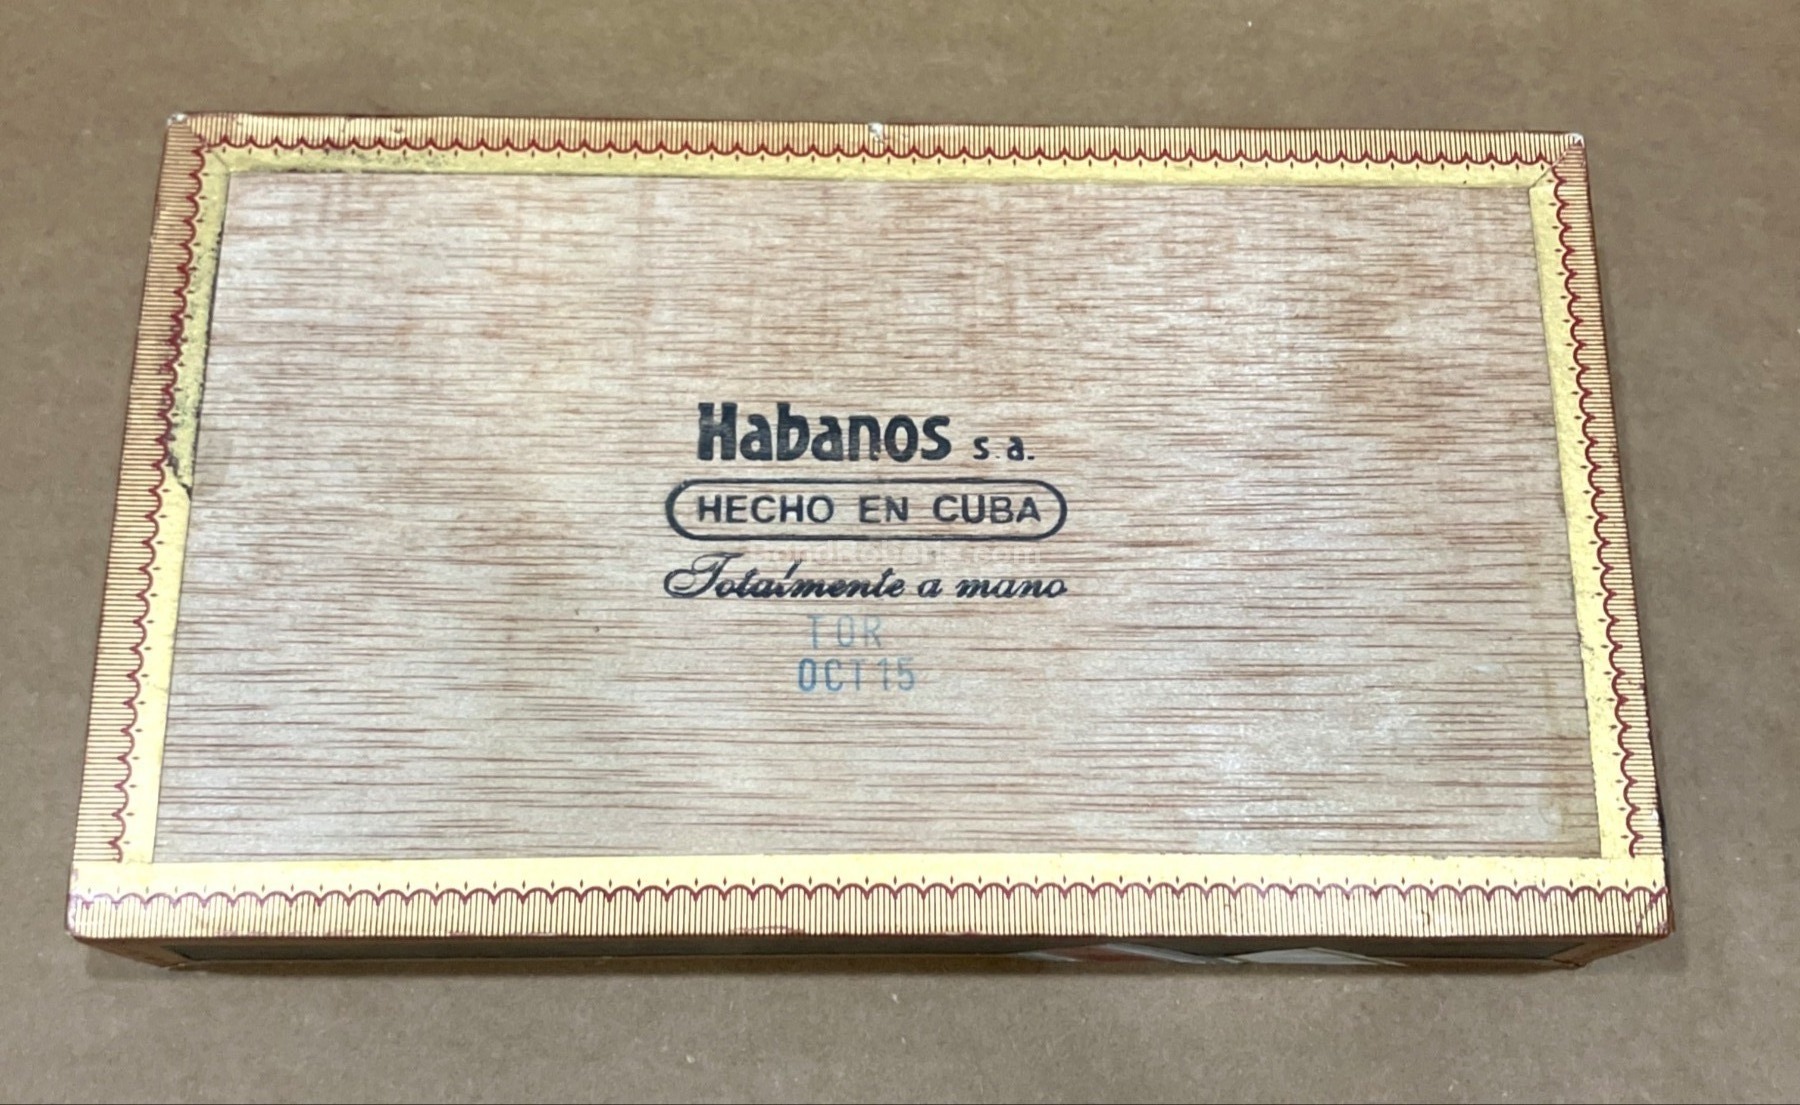 Habanos s.a.
HECHO EN CUBA
Totalmente a mano
TOR
OCT 15